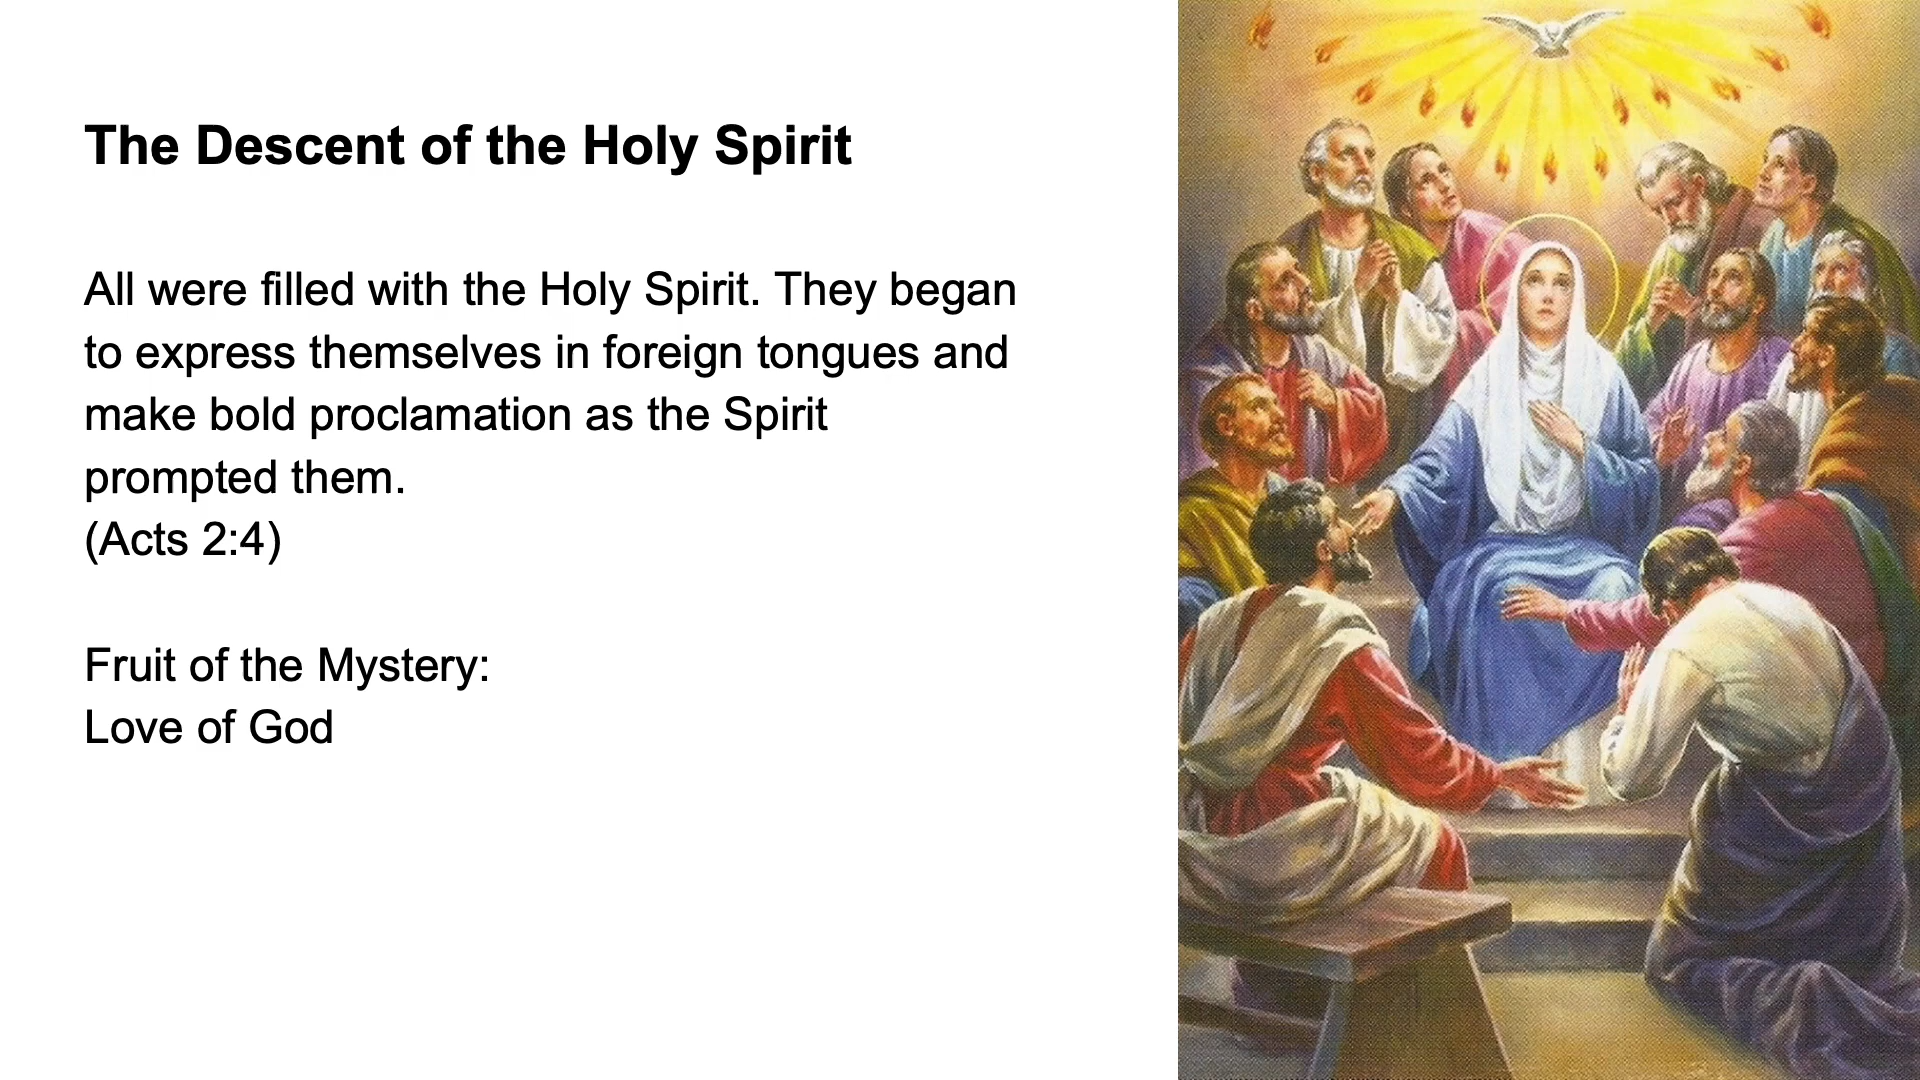 The Descent of the Holy Spirit
All were filled with the Holy Spirit. They began
to express themselves in foreign tongues and
make bold proclamation as the Spirit
prompted them.
(Acts 2:4)
Fruit of the Mystery:
Love of God